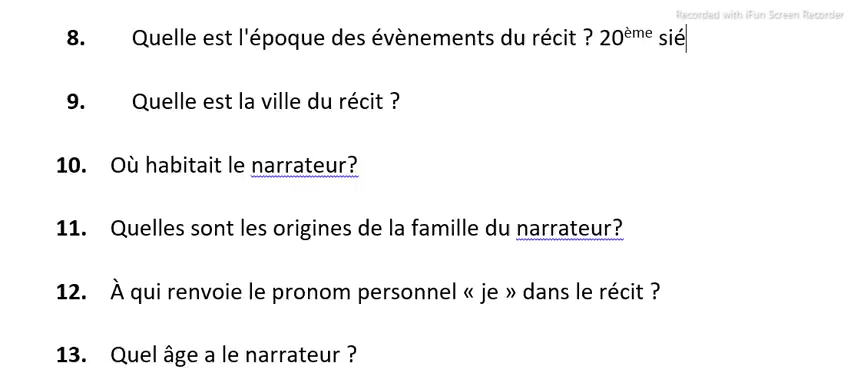 Recorded with iFun Screen Recorder
8. Quelle est l'époque des évènements du récit ? 20ème sié
9. Quelle est la ville du récit ?
10. Où habitait le narrateur?
11. Quelles sont les origines de la famille du narrateur?
12. À qui renvoie le pronom personnel « je » dans le récit ?
13. Quel âge a le narrateur ?